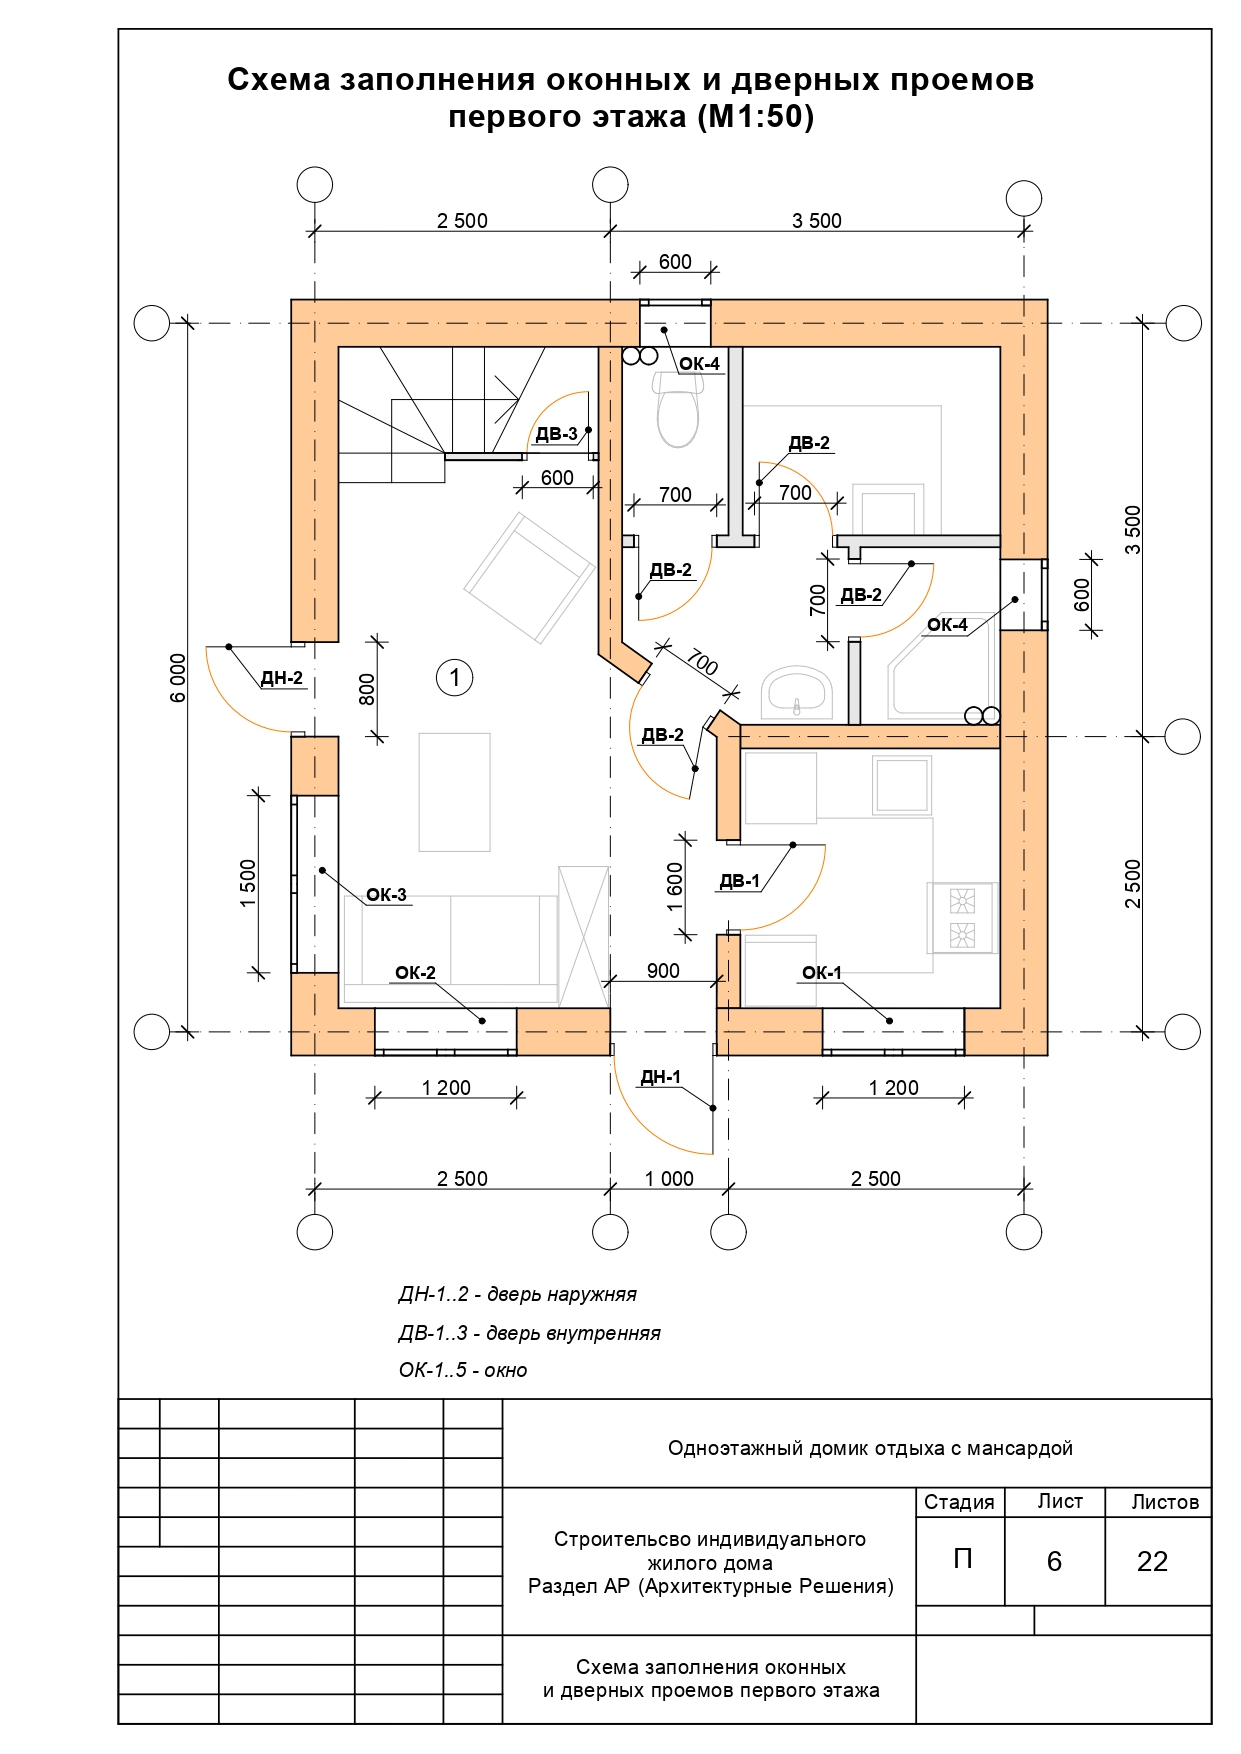 Схема заполнения оконных и дверных проемов
первого этажа (М1:50)
2 500
3 500
600
ОК-4
ДВ-3
ДВ-2
600
700
700
3 500
ДВ-2
700
ДВ-2
600
ОК-4
6 000
ДН-2
800
1
700
ДВ-2
1 500
ОК-3
1 600
ДВ-1
2 500
ОК-2
900
ОК-1
1 200
ДН-1
1 200
2 500
1 000
2 500
ДН-1..2 - дверь наружняя
ДВ-1..3 - дверь внутренняя
ОК-1..5 - окно
Одноэтажный домик отдыха с мансардой
Стадия
Лист
Листов
Строительсво индивидуального
жилого дома
Раздел АР (Архитектурные Решения)
П
6
22
Схема заполнения оконных
и дверных проемов первого этажа